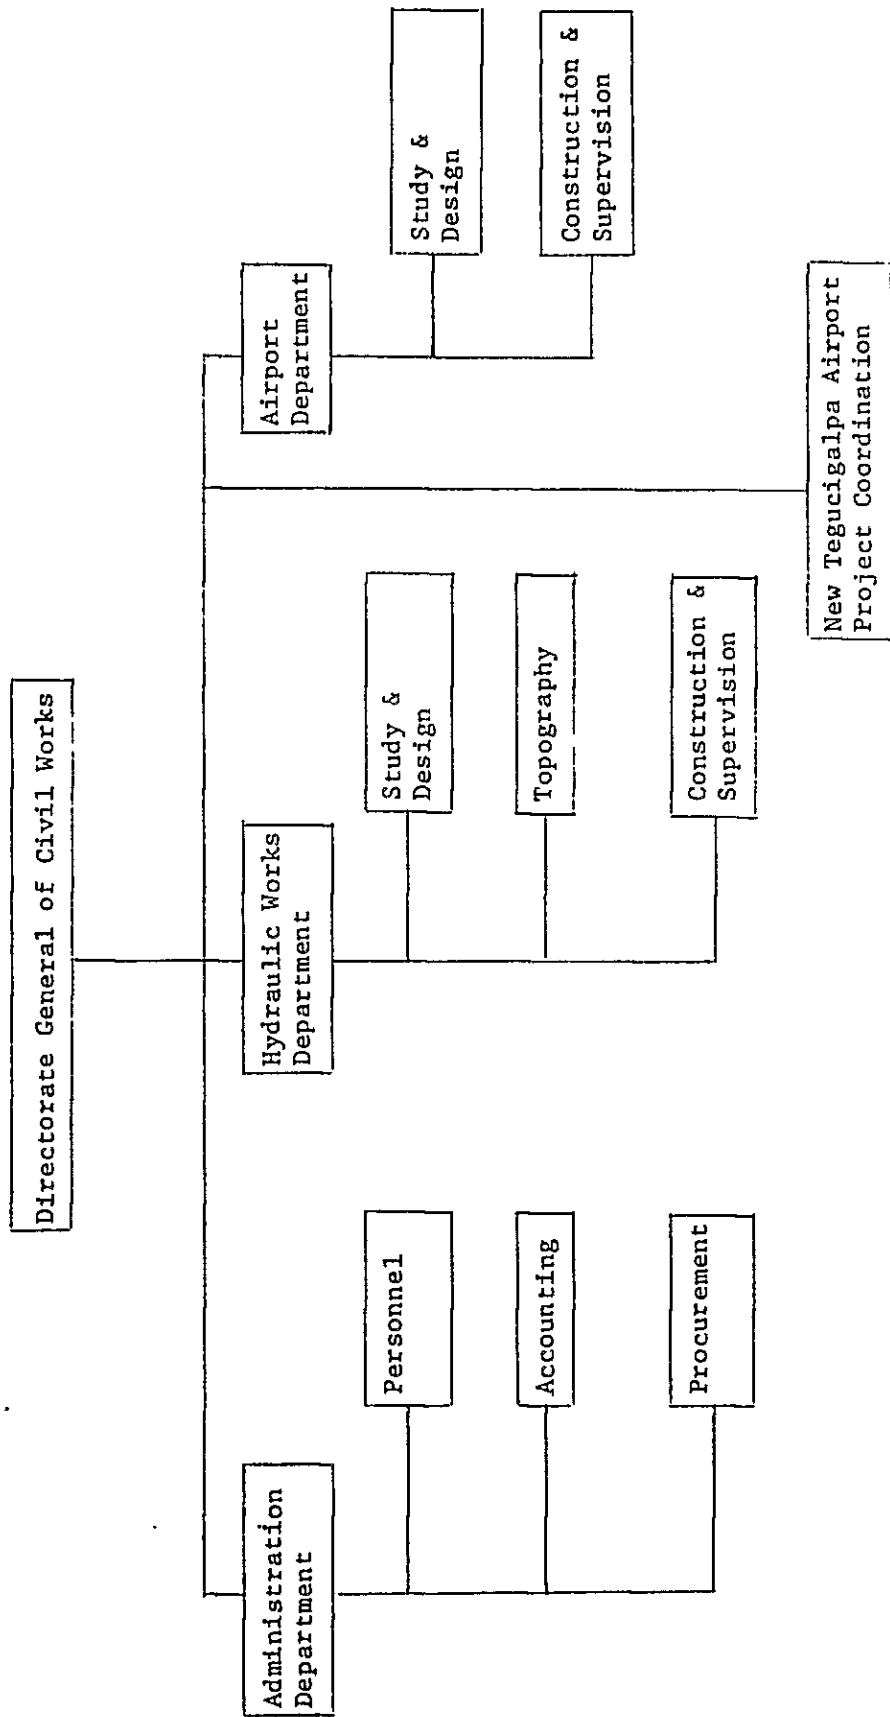 Directorate General of Civil Works
Administration
Department
Personnel
Accounting
Procurement
Hydraulic Works
Department
Study &
Design
Topography
Construction &
Supervision
Airport
Department
Study &
Design
Construction &
Supervision
New Tegucigalpa Airport
Project Coordination